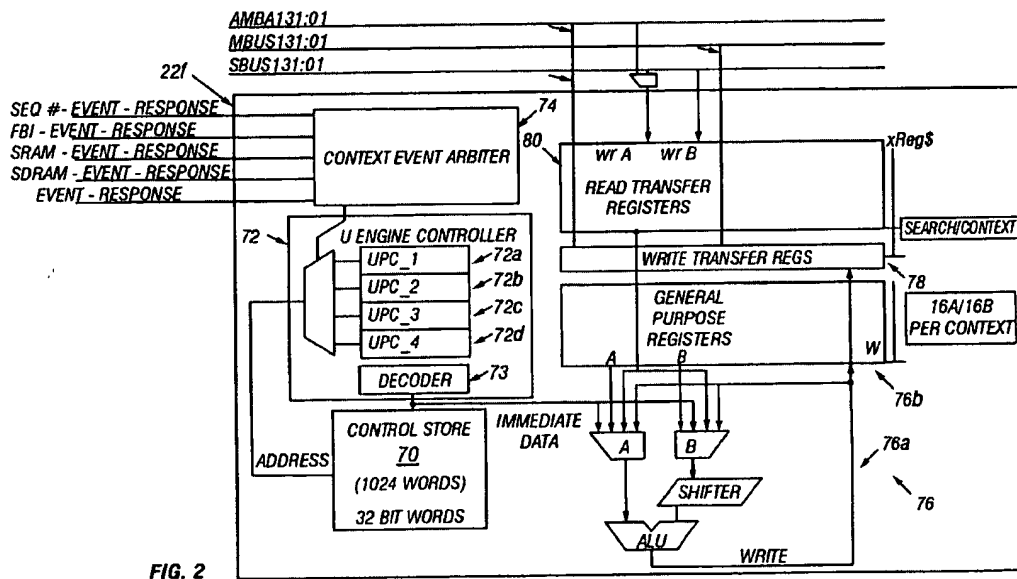 AMBA131:01
MBUS131:01
SBUS131:01
22f
SEQ #- EVENT - RESPONSE
FBI - EVENT - RESPONSE
SRAM - EVENT - RESPONSE
SDRAM - EVENT - RESPONSE
EVENT - RESPONSE
CONTEXT EVENT ARBITER
74
80
wr A
wr B
READ TRANSFER
REGISTERS
xReg$
SEARCH/CONTEXT
WRITE TRANSFER REGS
78
72
U ENGINE CONTROLLER
UPC_1
72a
UPC_2
72b
UPC_3
72c
UPC_4
72d
DECODER
73
GENERAL
PURPOSE
REGISTERS
A
B
W
16A/16B
PER CONTEXT
76b
CONTROL STORE
70
(1024 WORDS)
32 BIT WORDS
ADDRESS
IMMEDIATE
DATA
A
B
SHIFTER
ALU
WRITE
76a
76
FIG. 2